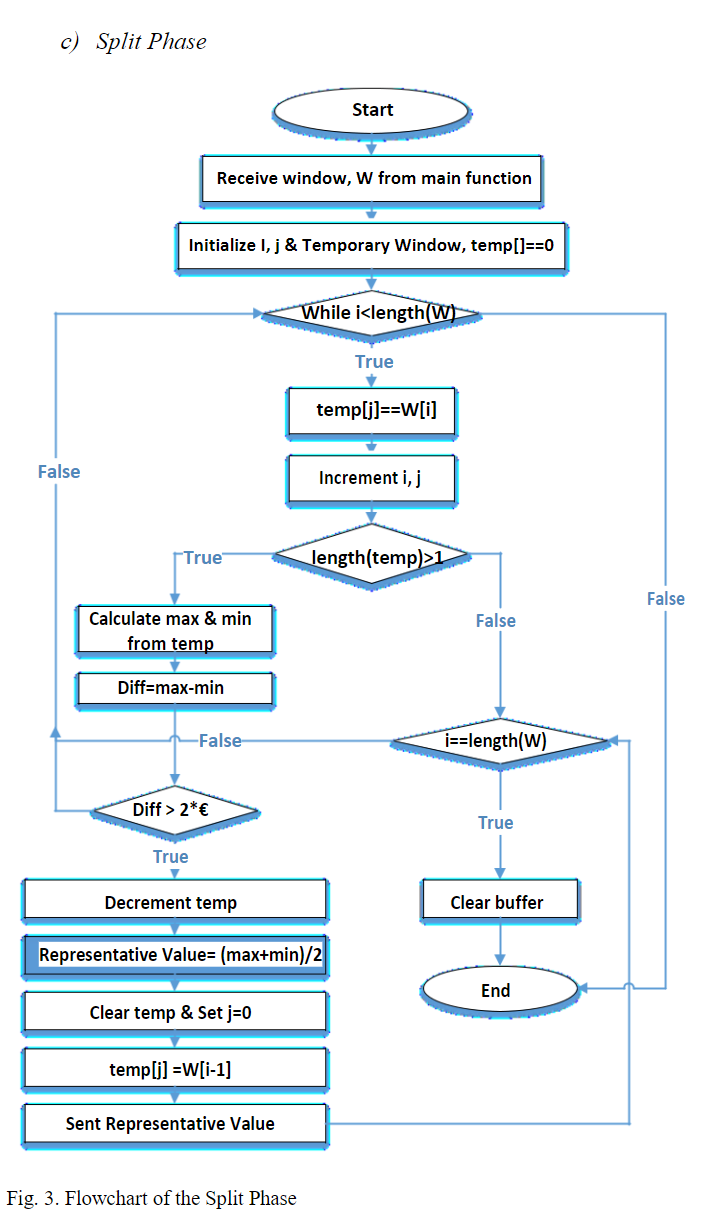 c) Split Phase
Start
Receive window, W from main function
Initialize I, j & Temporary Window, temp[]==0
While i<length(W)
True
temp[j]==W[i]
False
Increment i, j
True
length(temp)>1
False
Calculate max & min
from temp
False
Diff=max-min
False
i==length(W)
Diff > 2*€
True
True
Decrement temp
Clear buffer
Representative Value= (max+min)/2
End
Clear temp & Set j=0
temp[j] =W[i-1]
Sent Representative Value
Fig. 3. Flowchart of the Split Phase